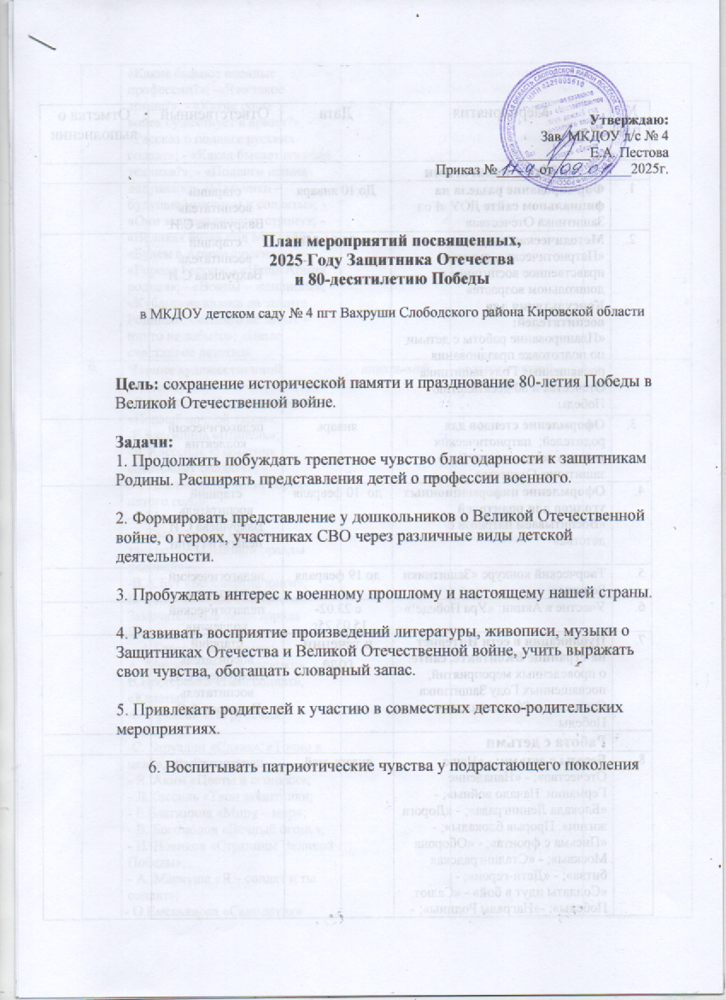 Утверждаю:
Зав. МКДОУ д/с № 4
Е.А. Пестова
Приказ № 17-9 от 09.01. 2025г.
План мероприятий посвященных,
2025 Году Защитника Отечества
и 80-десятилетию Победы
в МКДОУ детском саду № 4 пгт Вахруши Слободского района Кировской области
Цель: сохранение исторической памяти и празднование 80-летия Победы в
Великой Отечественной войне.
Задачи:
1. Продолжить побуждать трепетное чувство благодарности к защитникам
Родины. Расширять представления детей о профессии военного.
2. Формировать представление у дошкольников о Великой Отечественной
войне, о героях, участниках СВО через различные виды детской
деятельности.
3. Пробуждать интерес к военному прошлому и настоящему нашей страны.
4. Развивать восприятие произведений литературы, живописи, музыки о
Защитниках Отечества и Великой Отечественной войне, учить выражать
свои чувства, обогащать словарный запас.
5. Привлекать родителей к участию в совместных детско-родительских
мероприятиях.
6. Воспитывать патриотические чувства у подрастающего поколения